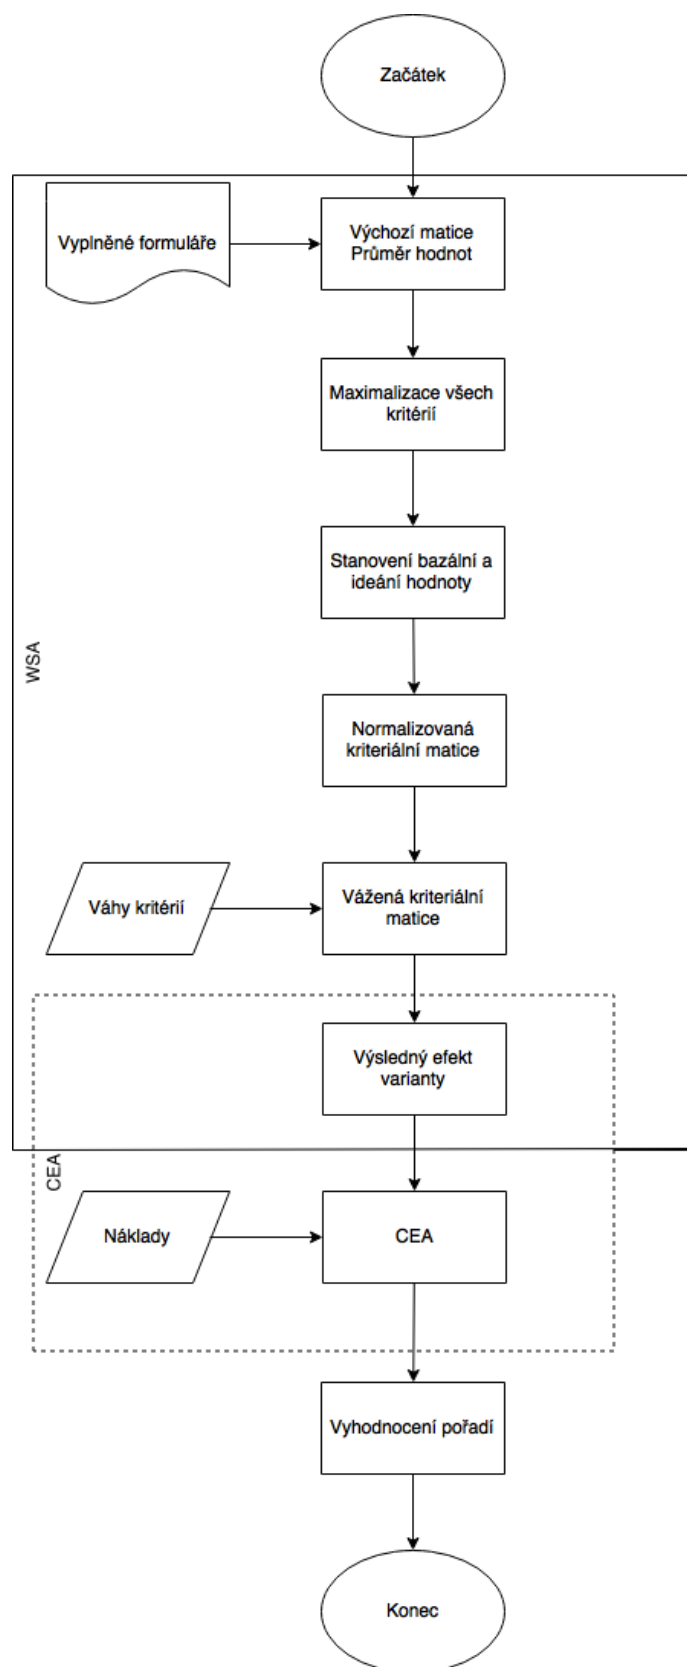 Začátek
Vyplněné formuláře
Výchozí matice
Průměr hodnot
Maximalizace všech
kritérií
Stanovení bazální a
ideání hodnoty
WSA
Normalizovaná
kriteriální matice
Váhy kritérií
Vážená kriteriální
matice
Výsledný efekt
varianty
CEA
Náklady
CEA
Vyhodnocení pořadí
Konec